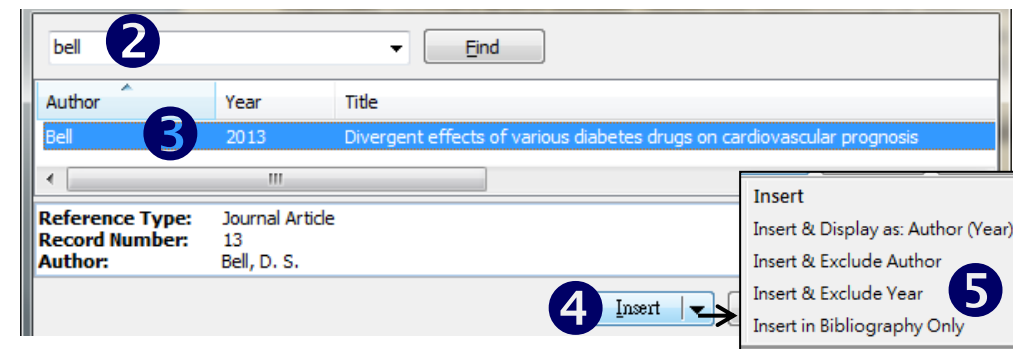 bell 2 Find
Author Year Title
Bell 3 2013 Divergent effects of various diabetes drugs on cardiovascular prognosis
Reference Type: Journal Article
Record Number: 13
Author: Bell, D. S.
4 Insert
Insert
Insert & Display as: Author (Year)
Insert & Exclude Author
Insert & Exclude Year 5
Insert in Bibliography Only